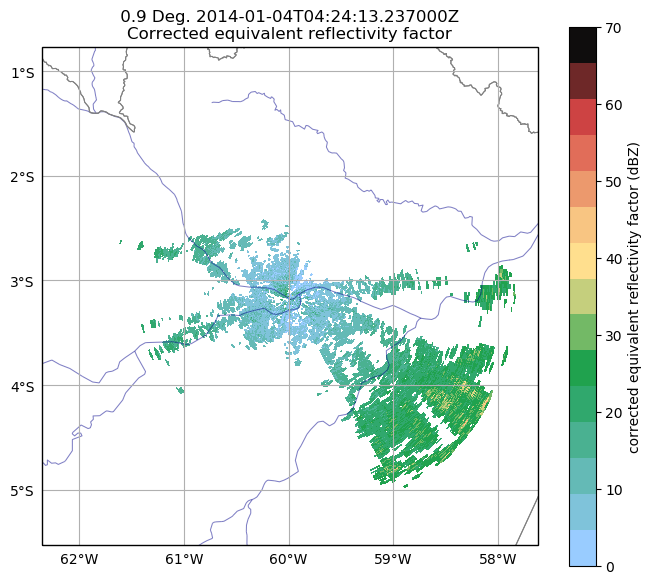 0.9 Deg. 2014-01-04T04:24:13.237000Z
Corrected equivalent reflectivity factor
1°S
2°S
3°S
4°S
5°S
62°W
61°W
60°W
59°W
58°W
70
60
50
40
30
20
10
0
corrected equivalent reflectivity factor (dBZ)